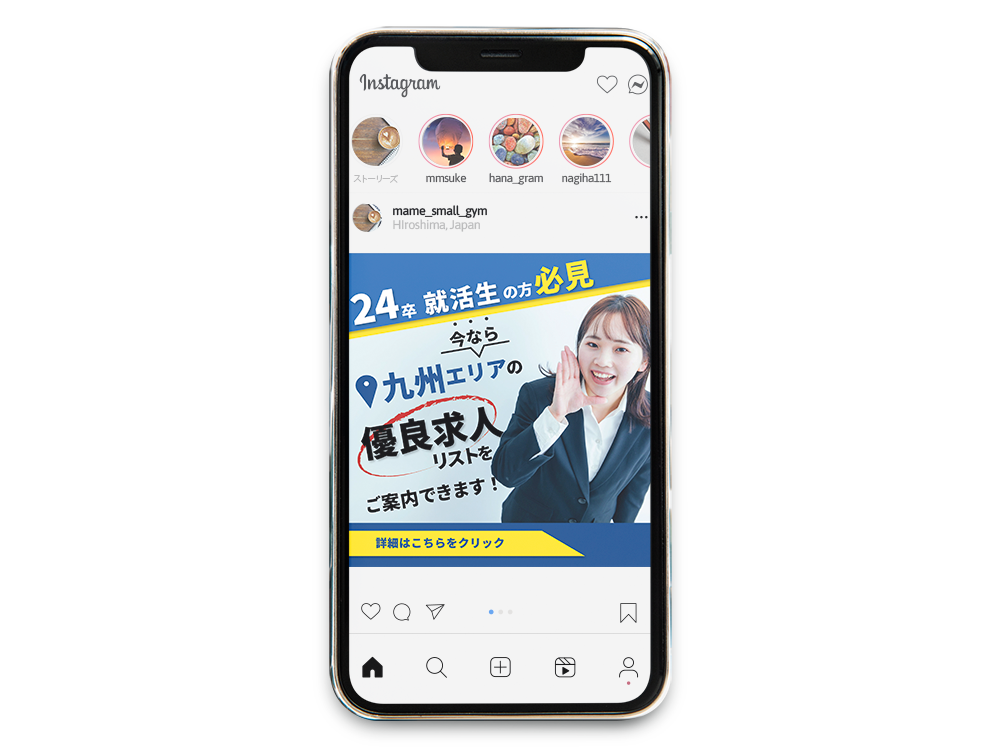 Instagram
ストーリーズ
mmsuke
hana_gram
nagiha111
mame_small_gym
HIroshima, Japan
24卒 就活生の方必見
今なら
九州エリアの
優良求人
リストを
ご案内できます！
詳細はこちらをクリック